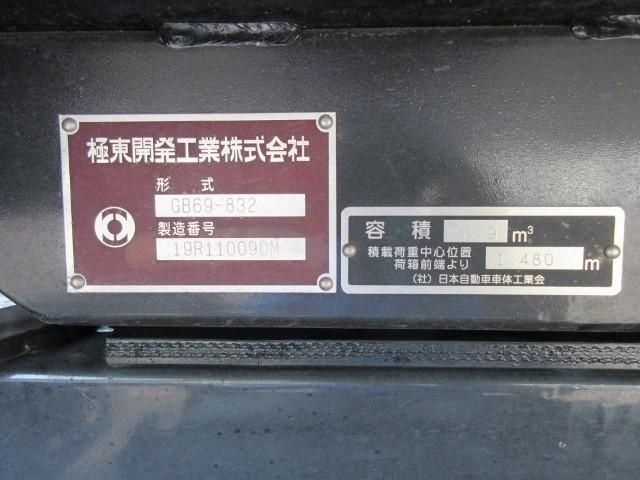 極東開発工業株式会社
形式
GB69-832
製造番号
19R110090M
容積 m³
積載荷重中心位置
荷箱前端より 1.480 m
(社)日本自動車車体工業会